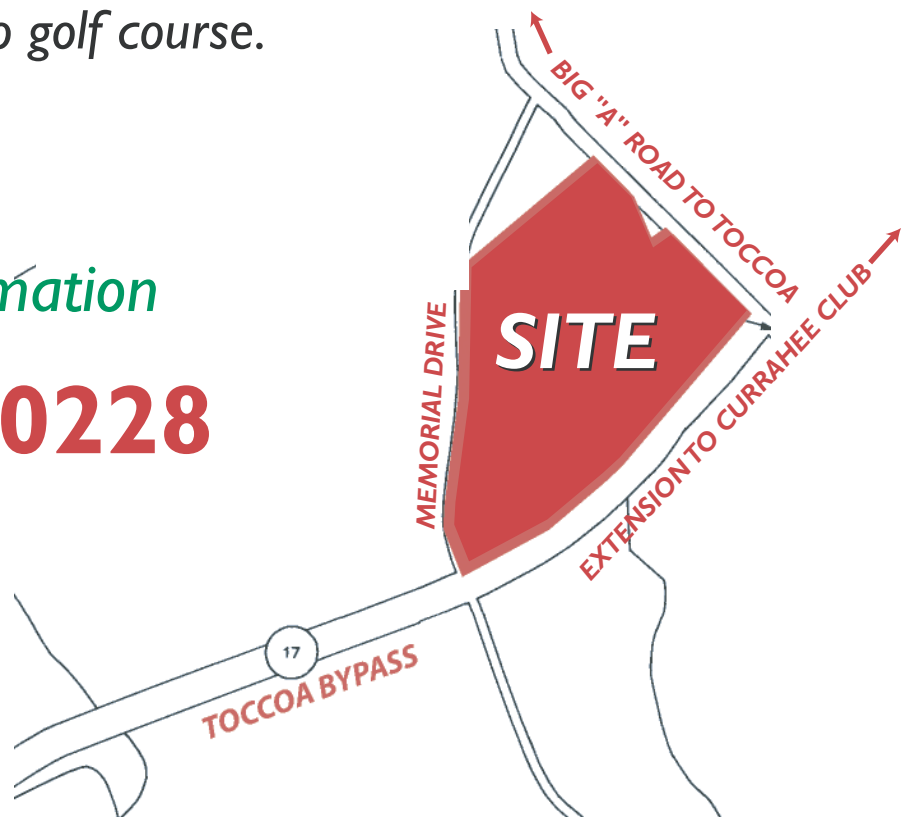 o golf course.
BIG "A" ROAD TO TOCCOA
mation
SITE
MEMORIAL DRIVE
EXTENSION TO CURRAHEE CLUB
0228
17
TOCCOA BYPASS